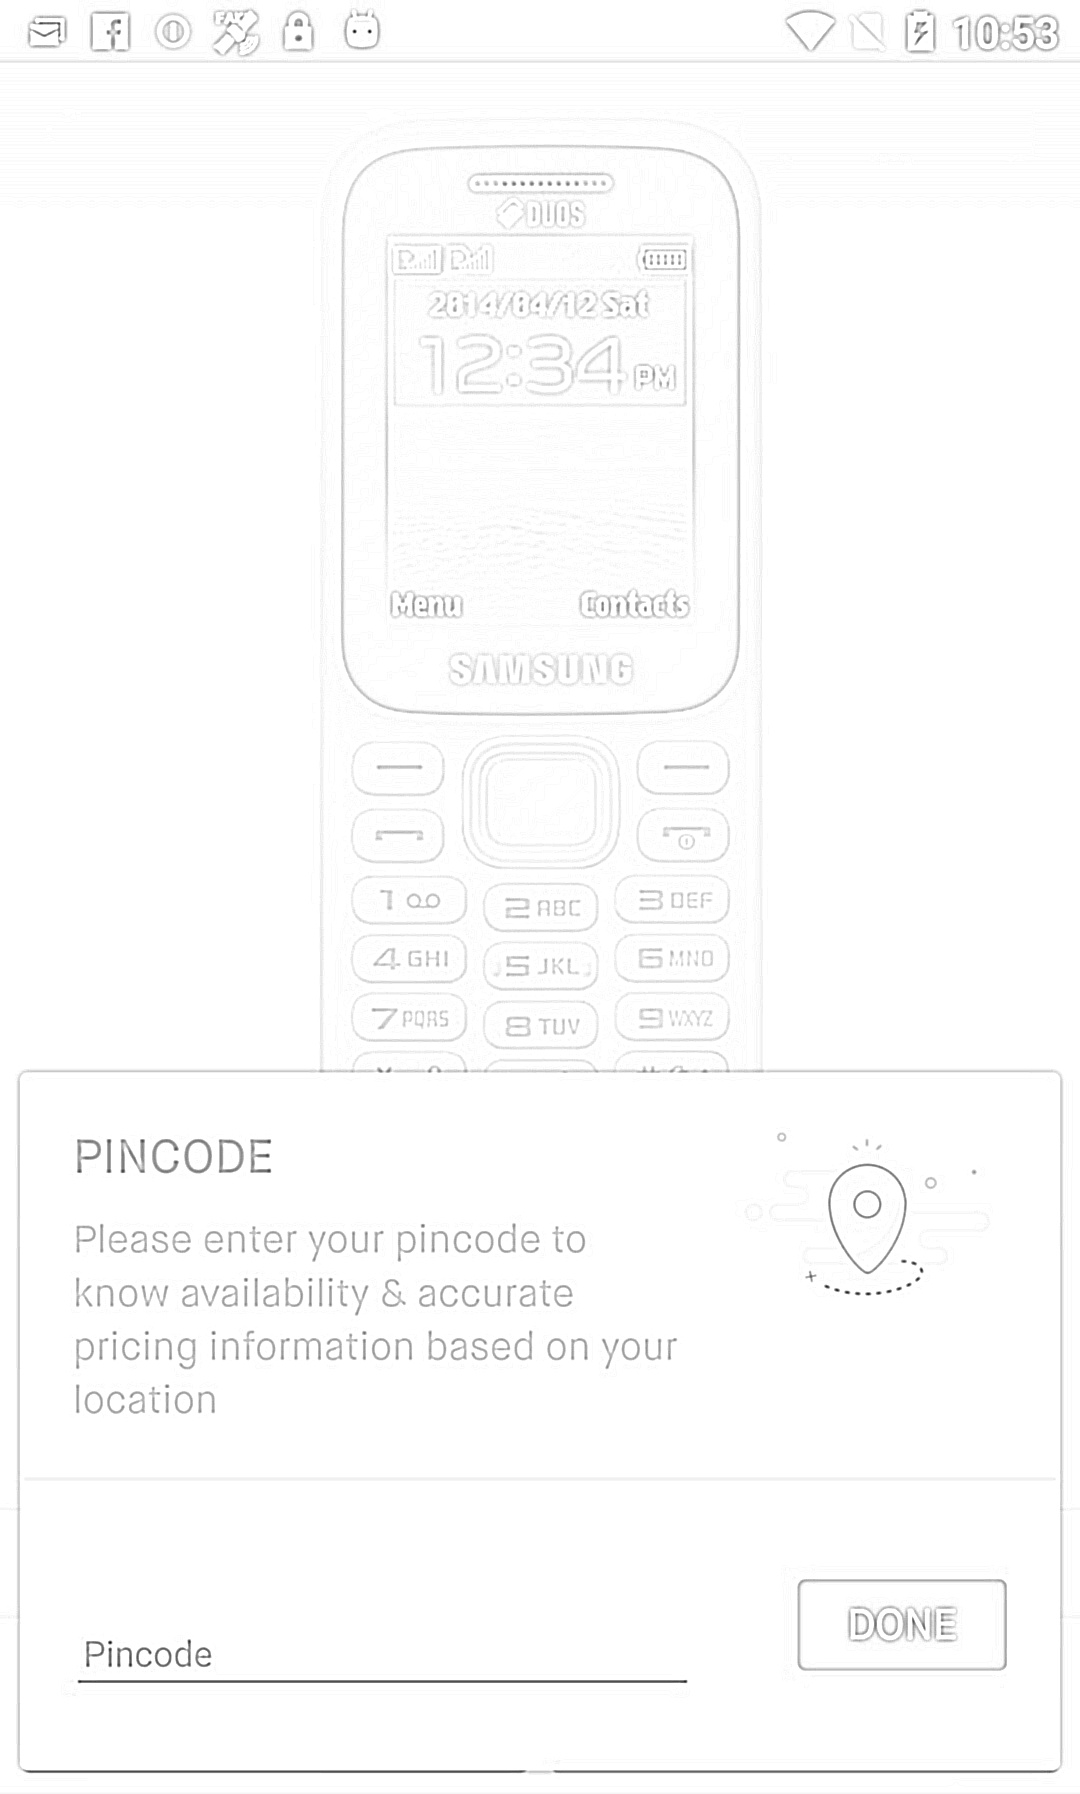 10:53
DUOS
2014/04/12 Sat
12:34 PM
Menu Contacts
SAMSUNG
1
2 ABC
3 DEF
4 GHI
5 JKL
6 MNO
7 PQRS
8 TUV
9 WXYZ
PINCODE
Please enter your pincode to
know availability & accurate
pricing information based on your
location
Pincode
DONE